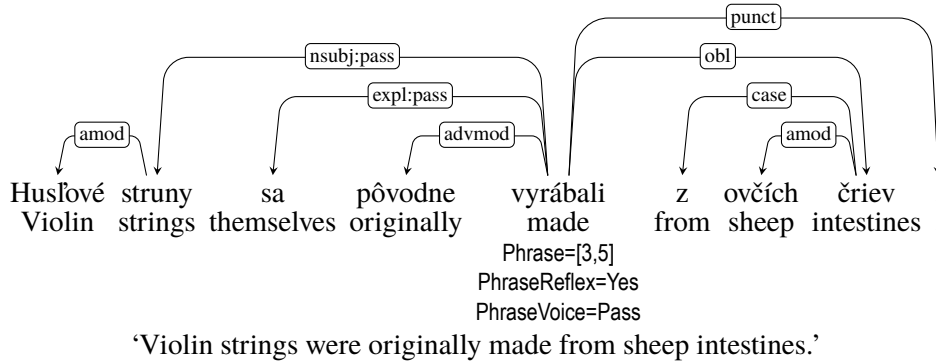 punct
nsubj:pass obl
expl:pass case
amod advmod amod
Husľové struny sa pôvodne vyrábali z ovčích čriev
Violin strings themselves originally made from sheep intestines
Phrase=[3,5]
PhraseReflex=Yes
PhraseVoice=Pass
‘Violin strings were originally made from sheep intestines.’